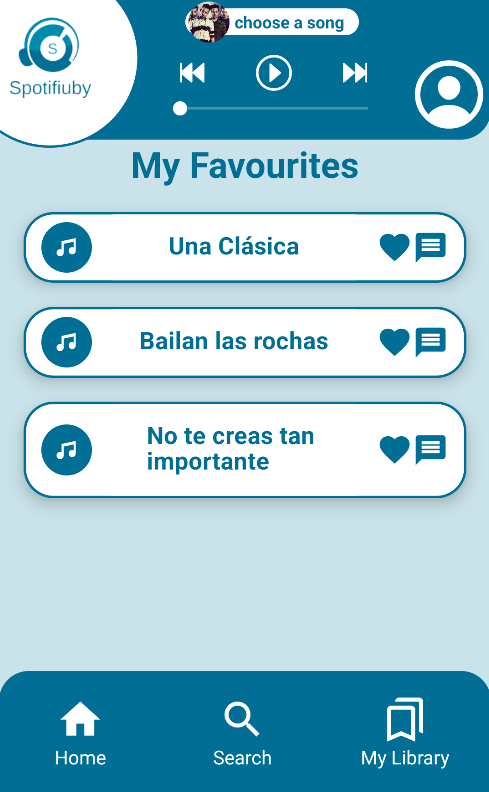 choose a song
S
Spotifiuby
My Favourites
Una Clásica
Bailan las rochas
No te creas tan
importante
Home
Search
My Library